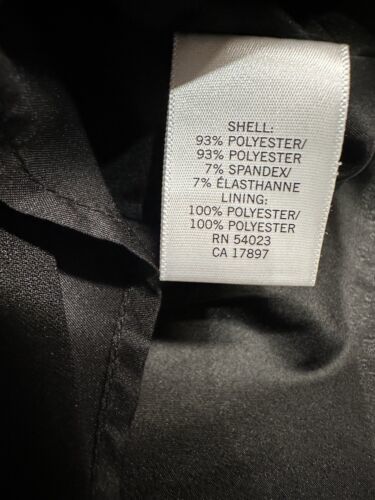 SHELL:
93% POLYESTER/
93% POLYESTER
7% SPANDEX/
7% ÉLASTHANNE
LINING:
100% POLYESTER/
100% POLYESTER
RN 54023
CA 17897